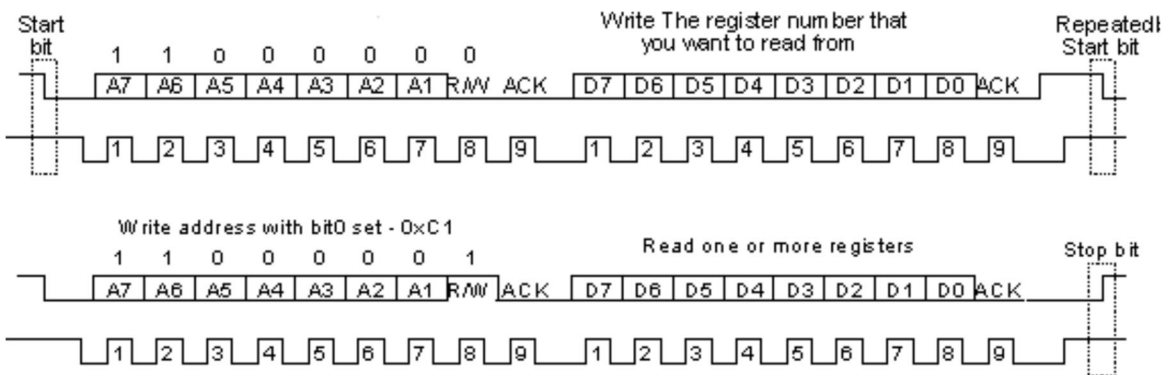 Start
bit
Write The register number that
you want to read from
Repeated
Start bit
1 1 0 0 0 0 0 0
A7 A6 A5 A4 A3 A2 A1 R/W ACK D7 D6 D5 D4 D3 D2 D1 D0 ACK
1 2 3 4 5 6 7 8 9 1 2 3 4 5 6 7 8 9
Write address with bit0 set - 0xC1
Read one or more registers
Stop bit
1 1 0 0 0 0 0 1
A7 A6 A5 A4 A3 A2 A1 R/W ACK D7 D6 D5 D4 D3 D2 D1 D0 ACK
1 2 3 4 5 6 7 8 9 1 2 3 4 5 6 7 8 9